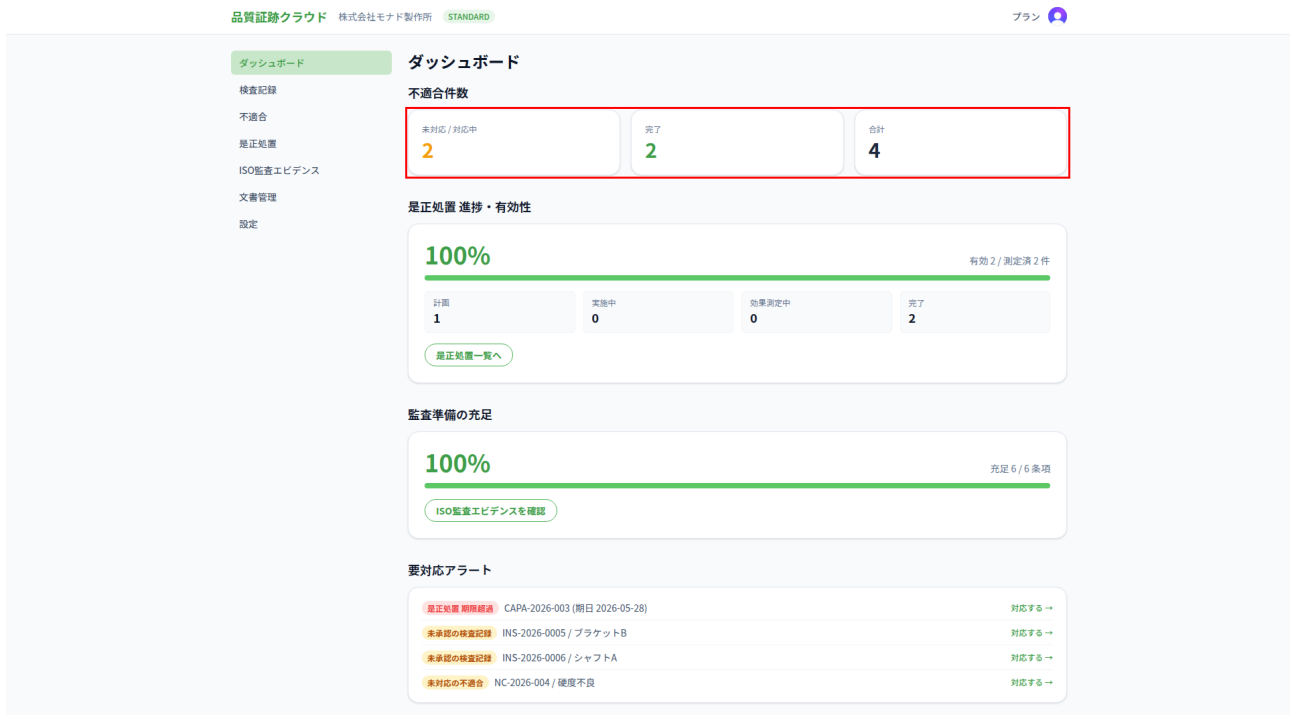 品質証跡クラウド 株式会社モナド製作所 STANDARD プラン
ダッシュボード
検査記録
不適合
是正処置
ISO監査エビデンス
文書管理
設定
ダッシュボード
不適合件数
未対応 / 対応中 完了 合計
2 2 4
是正処置 進捗・有効性
100% 有効 2 / 測定済 2 件
計画 実施中 効果測定中 完了
1 0 0 2
是正処置一覧へ
監査準備の充足
100% 充足 6 / 6 条項
ISO監査エビデンスを確認
要対応アラート
是正処置 期限超過 CAPA-2026-003 (期日 2026-05-28) 対応する →
未承認の検査記録 INS-2026-0005 / ブラケットB 対応する →
未承認の検査記録 INS-2026-0006 / シャフトA 対応する →
未対応の不適合 NC-2026-004 / 硬度不良 対応する →